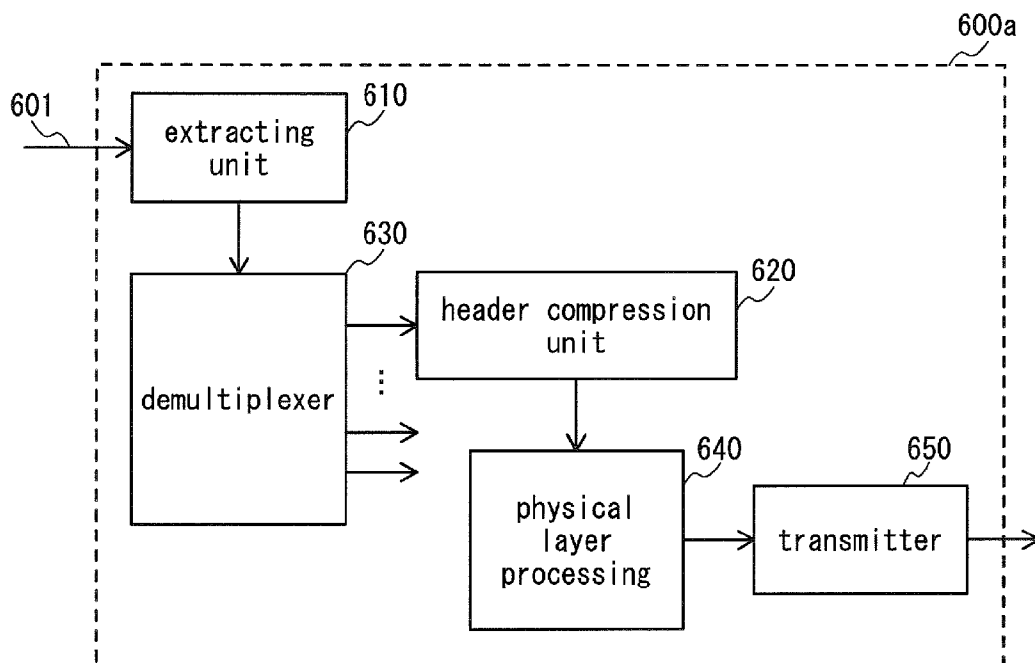 600a
601
610
extracting
unit
630
620
header compression
unit
⋮
demultiplexer
640
650
physical
layer
processing
transmitter